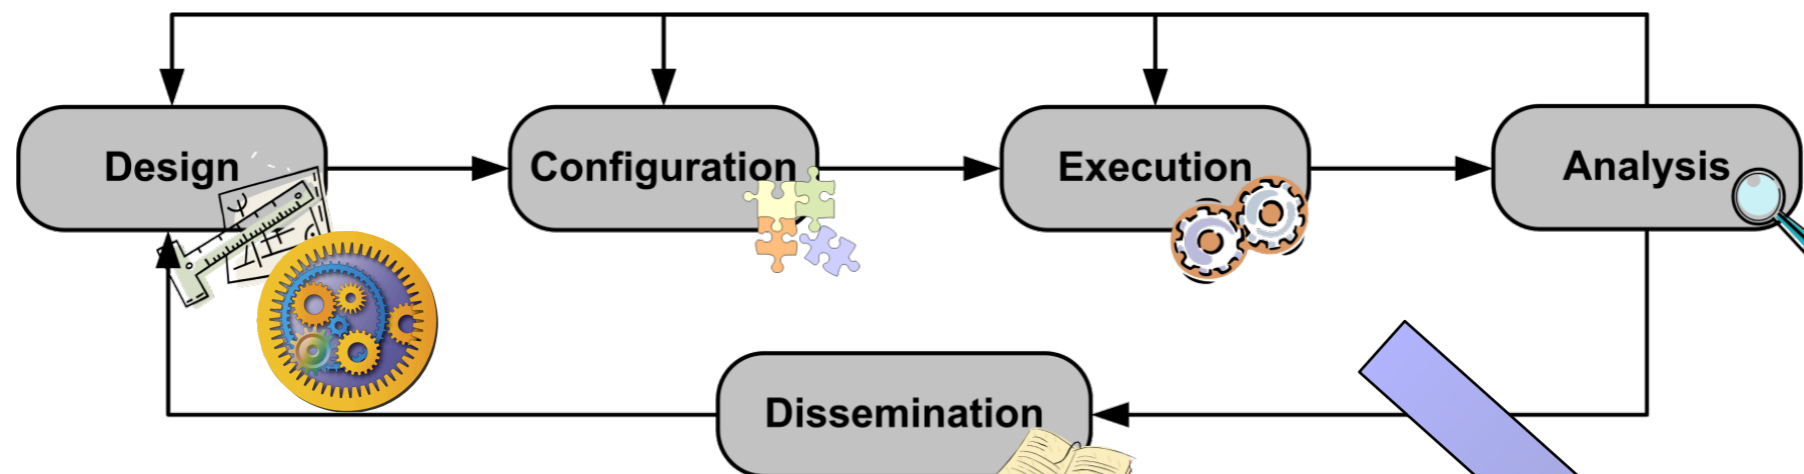 Design
Configuration
Execution
Analysis
Dissemination